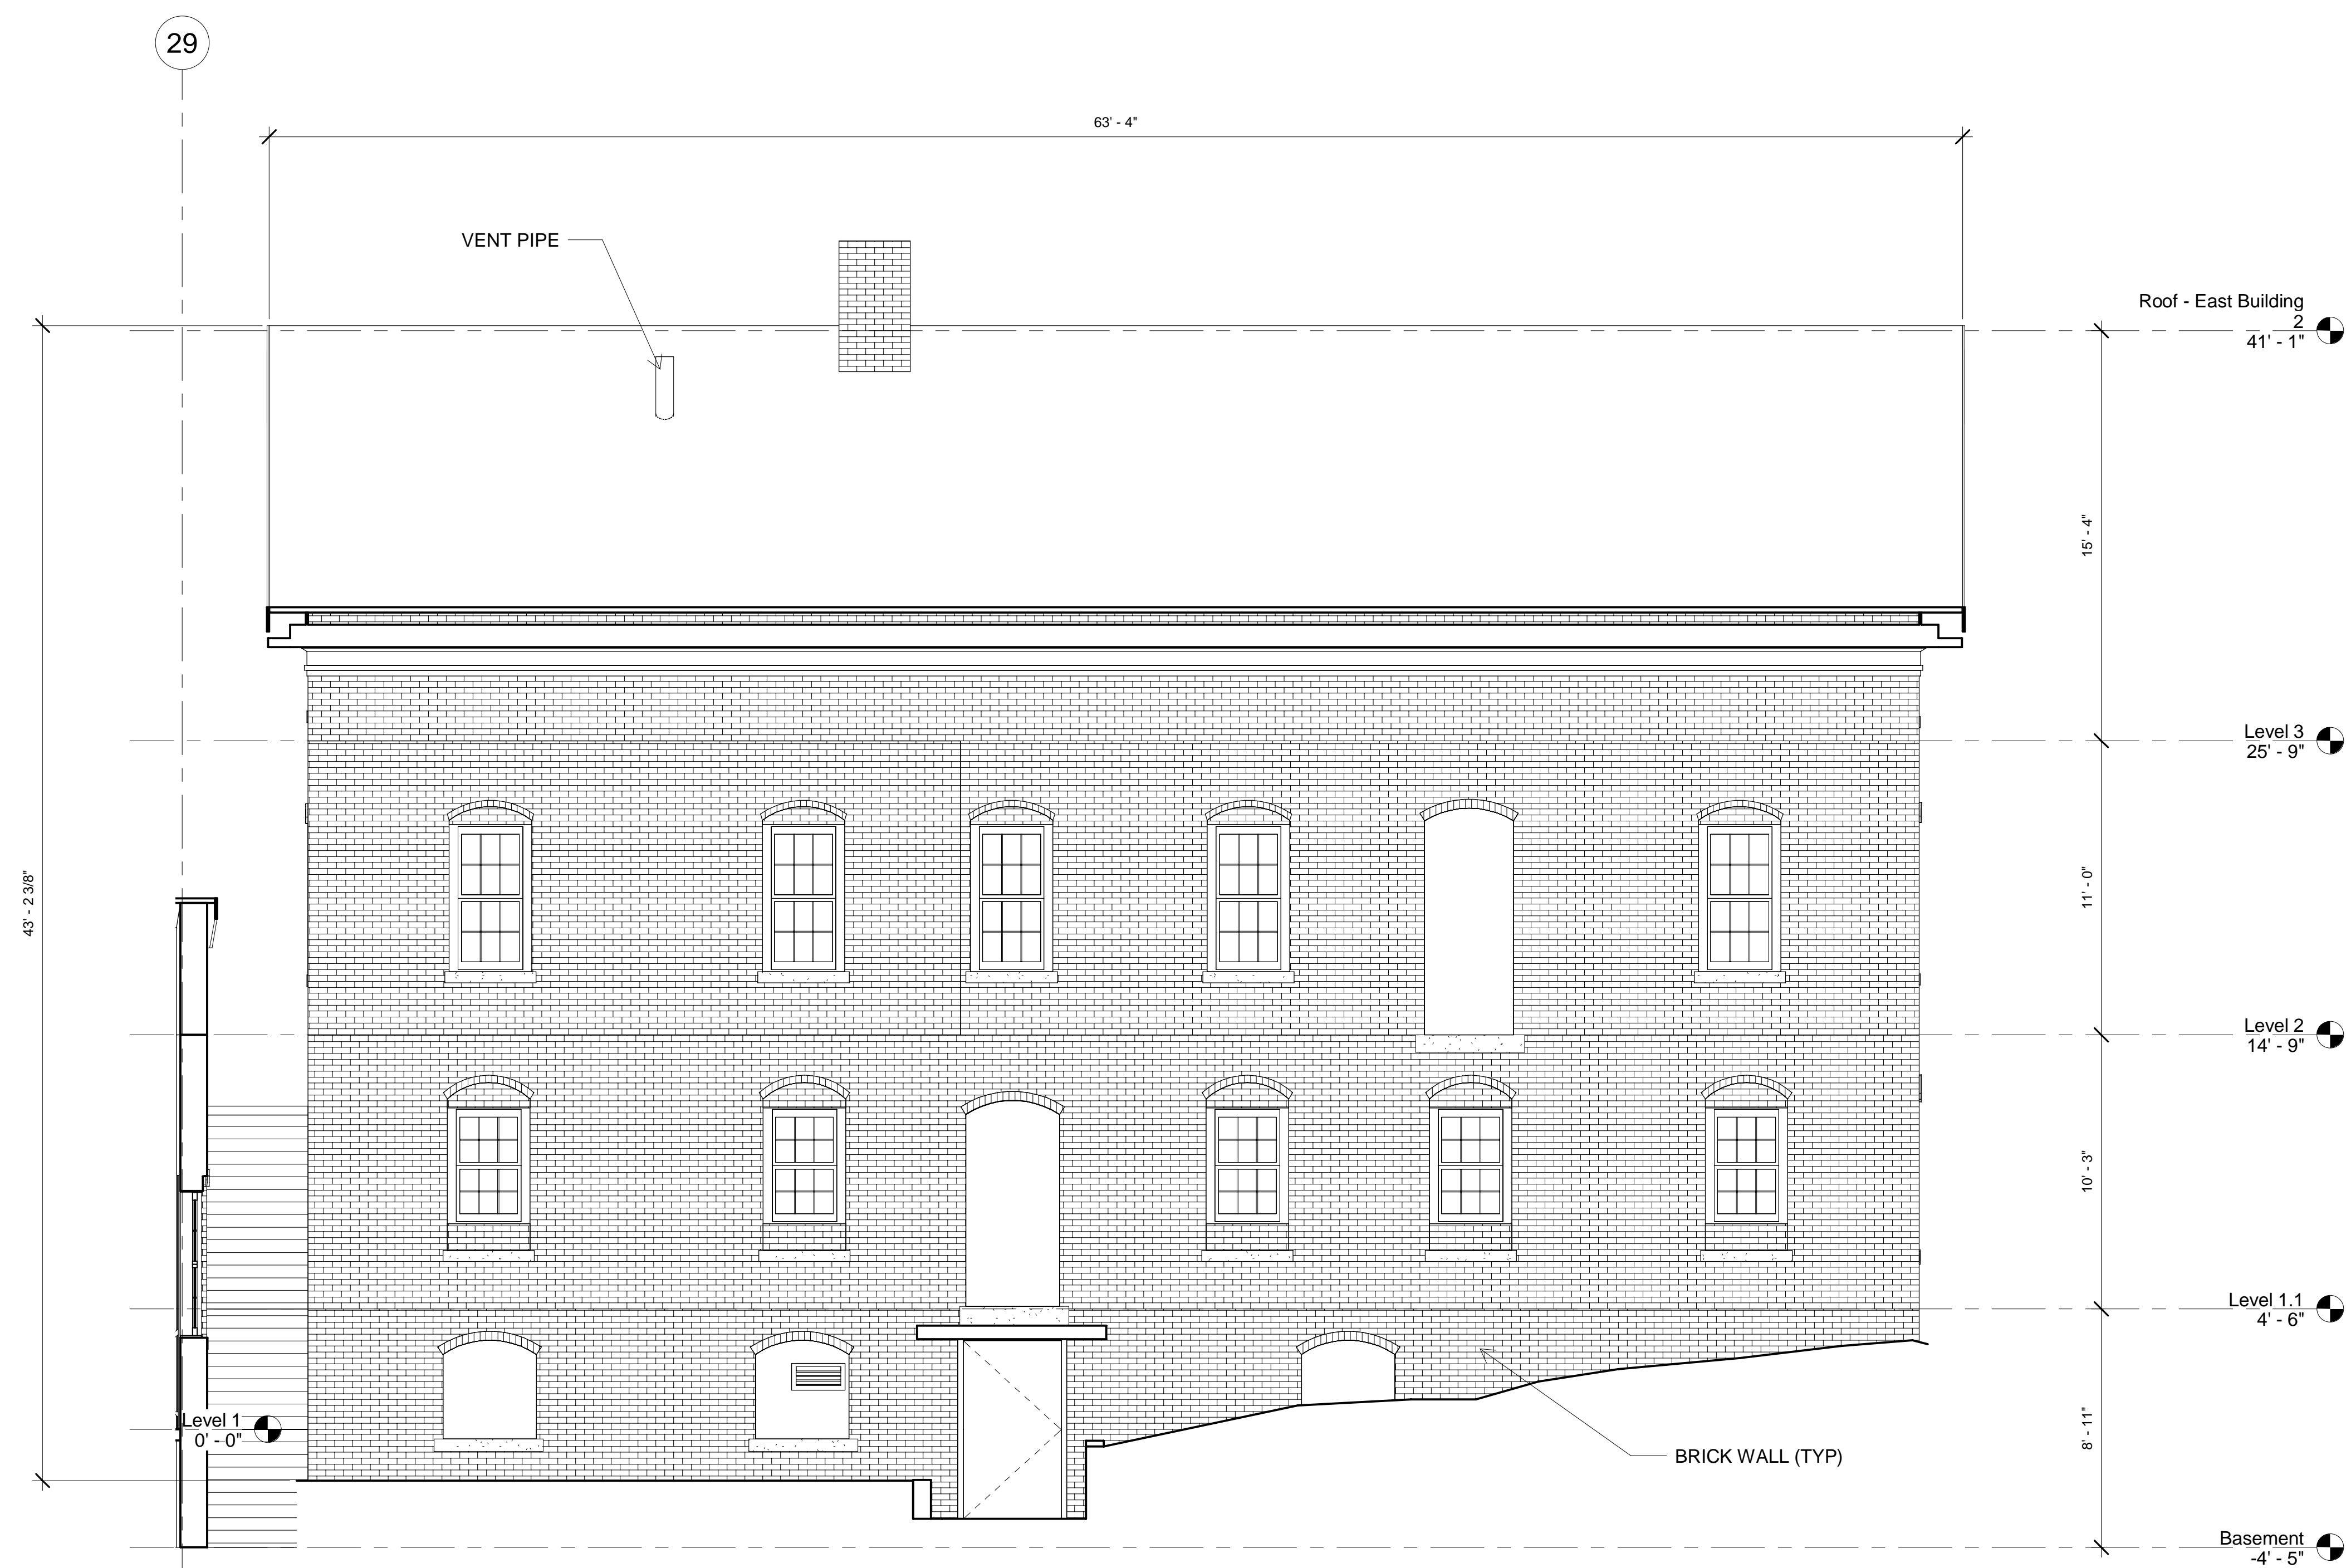 29
63' - 4"
VENT PIPE
Roof - East Building
2
41' - 1"
15' - 4"
Level 3
25' - 9"
43' - 2 3/8"
11' - 0"
Level 2
14' - 9"
10' - 3"
Level 1.1
4' - 6"
Level 1
0' - 0"
8' - 11"
BRICK WALL (TYP)
Basement
-4' - 5"